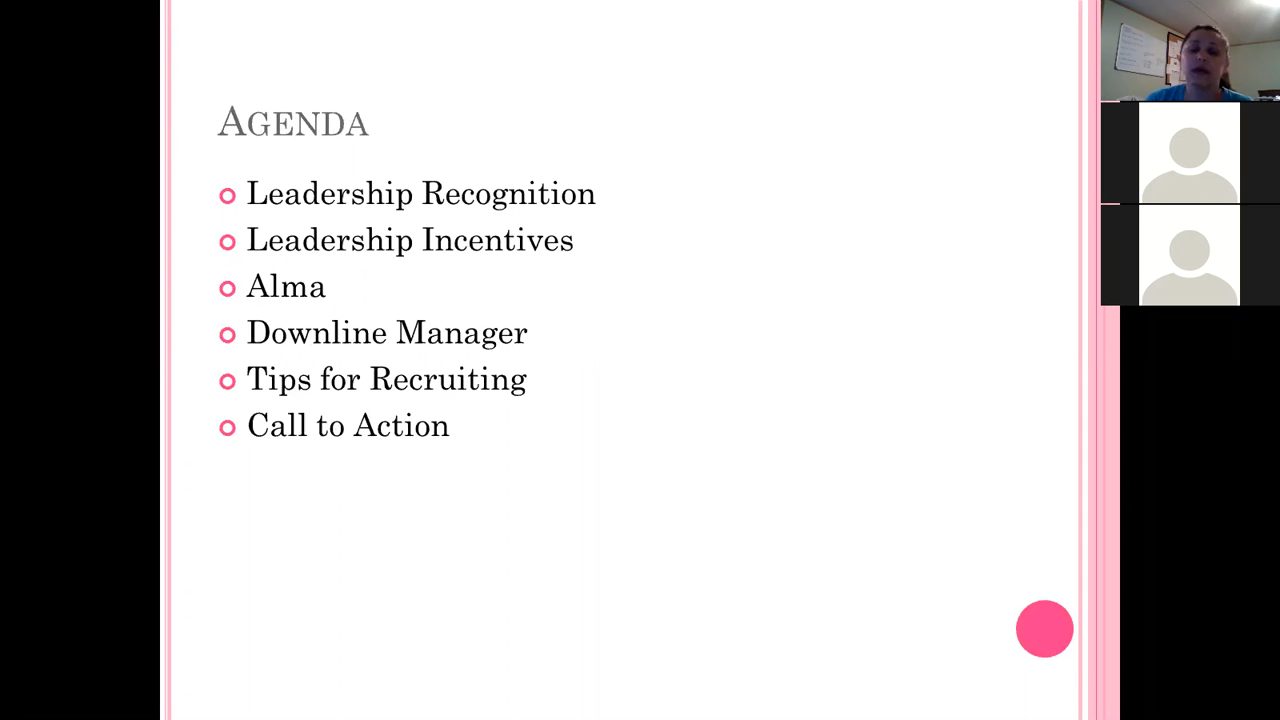 AGENDA
Leadership Recognition
Leadership Incentives
Alma
Downline Manager
Tips for Recruiting
Call to Action